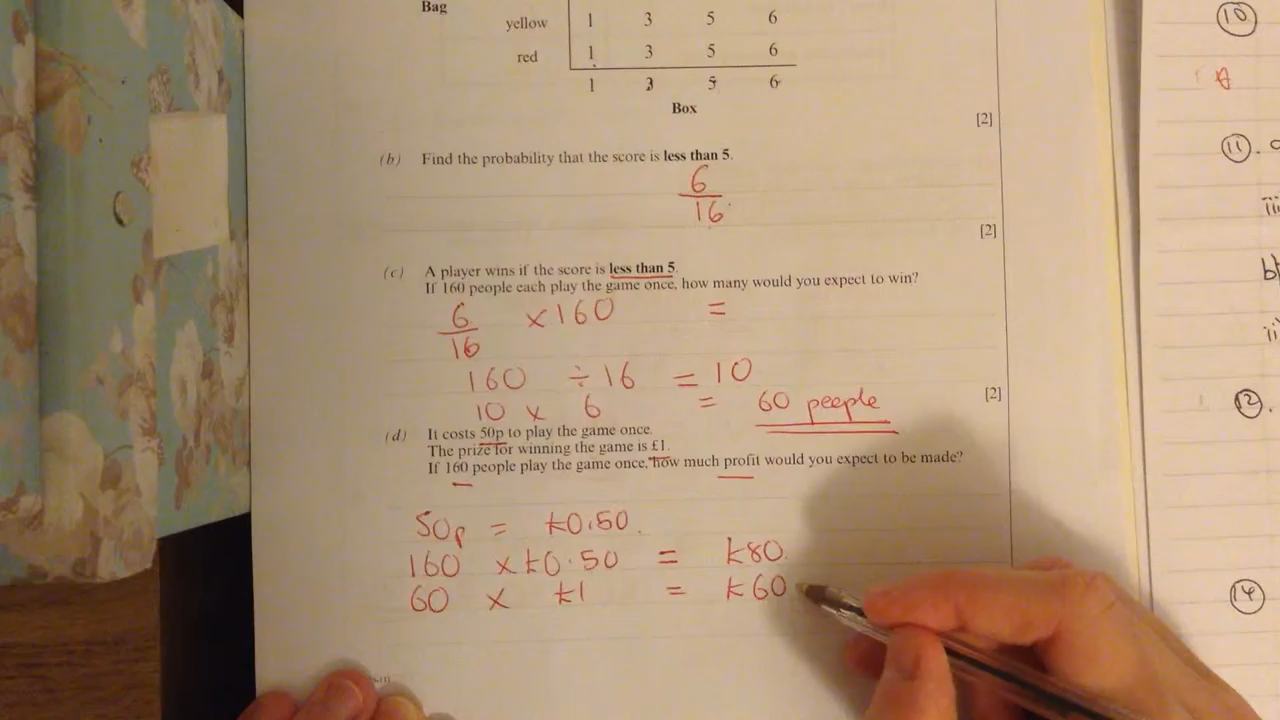 Bag
yellow 1 3 5 6
red 1 3 5 6
1 3 5 6
Box
[2]
(b) Find the probability that the score is less than 5.
6
16
[2]
(c) A player wins if the score is less than 5.
If 160 people each play the game once, how many would you expect to win?
6
16
×160 =
160 ÷ 16 = 10
10 × 6 = 60 people
[2]
(d) It costs 50p to play the game once.
The prize for winning the game is £1.
If 160 people play the game once, how much profit would you expect to be made?
50p = £0.50.
160 × £0.50 = £80.
60 × £1 = £60
10
11.
12.
14